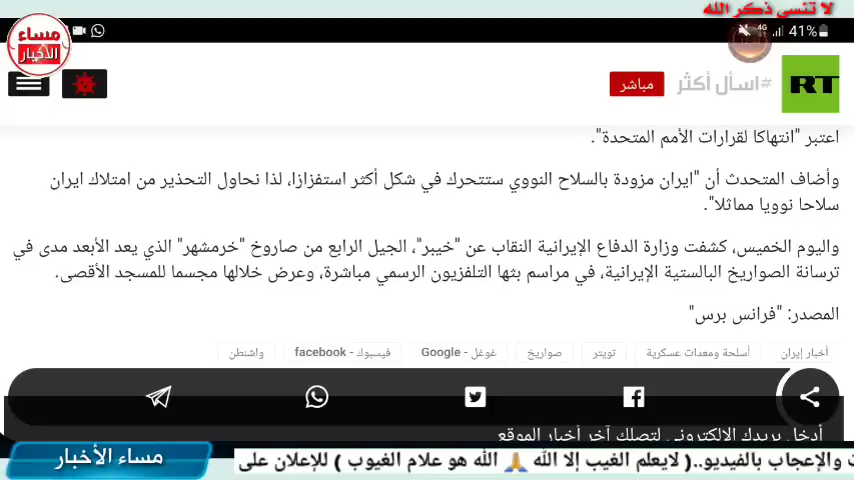 لا تنسى ذكر الله
مساء
الأخبار
4G
41%
مباشر
#اسأل أكثر
RT
اعتبر "انتهاكا لقرارات الأمم المتحدة".
وأضاف المتحدث أن "ايران مزودة بالسلاح النووي ستتحرك في شكل أكثر استفزازا، لذا نحاول التحذير من امتلاك ايران
سلاحا نوويا مماثلا".
واليوم الخميس، كشفت وزارة الدفاع الإيرانية النقاب عن "خيبر"، الجيل الرابع من صاروخ "خرمشهر" الذي يعد الأبعد مدى في
ترسانة الصواريخ البالستية الإيرانية، في مراسم بثها التلفزيون الرسمي مباشرة، وعرض خلالها مجسما للمسجد الأقصى.
المصدر: "فرانس برس"
أخبار إيران
أسلحة ومعدات عسكرية
تويتر
صواريخ
غوغل - Google
فيسبوك - facebook
واشنطن
أدخل بريدك الالكتروني لتصلك آخر أخبار الموقع
ت والإعجاب بالفيديو..( لايعلم الغيب إلا الله 🙏 الله هو علام الغيوب ) للإعلان على
مساء الأخبار